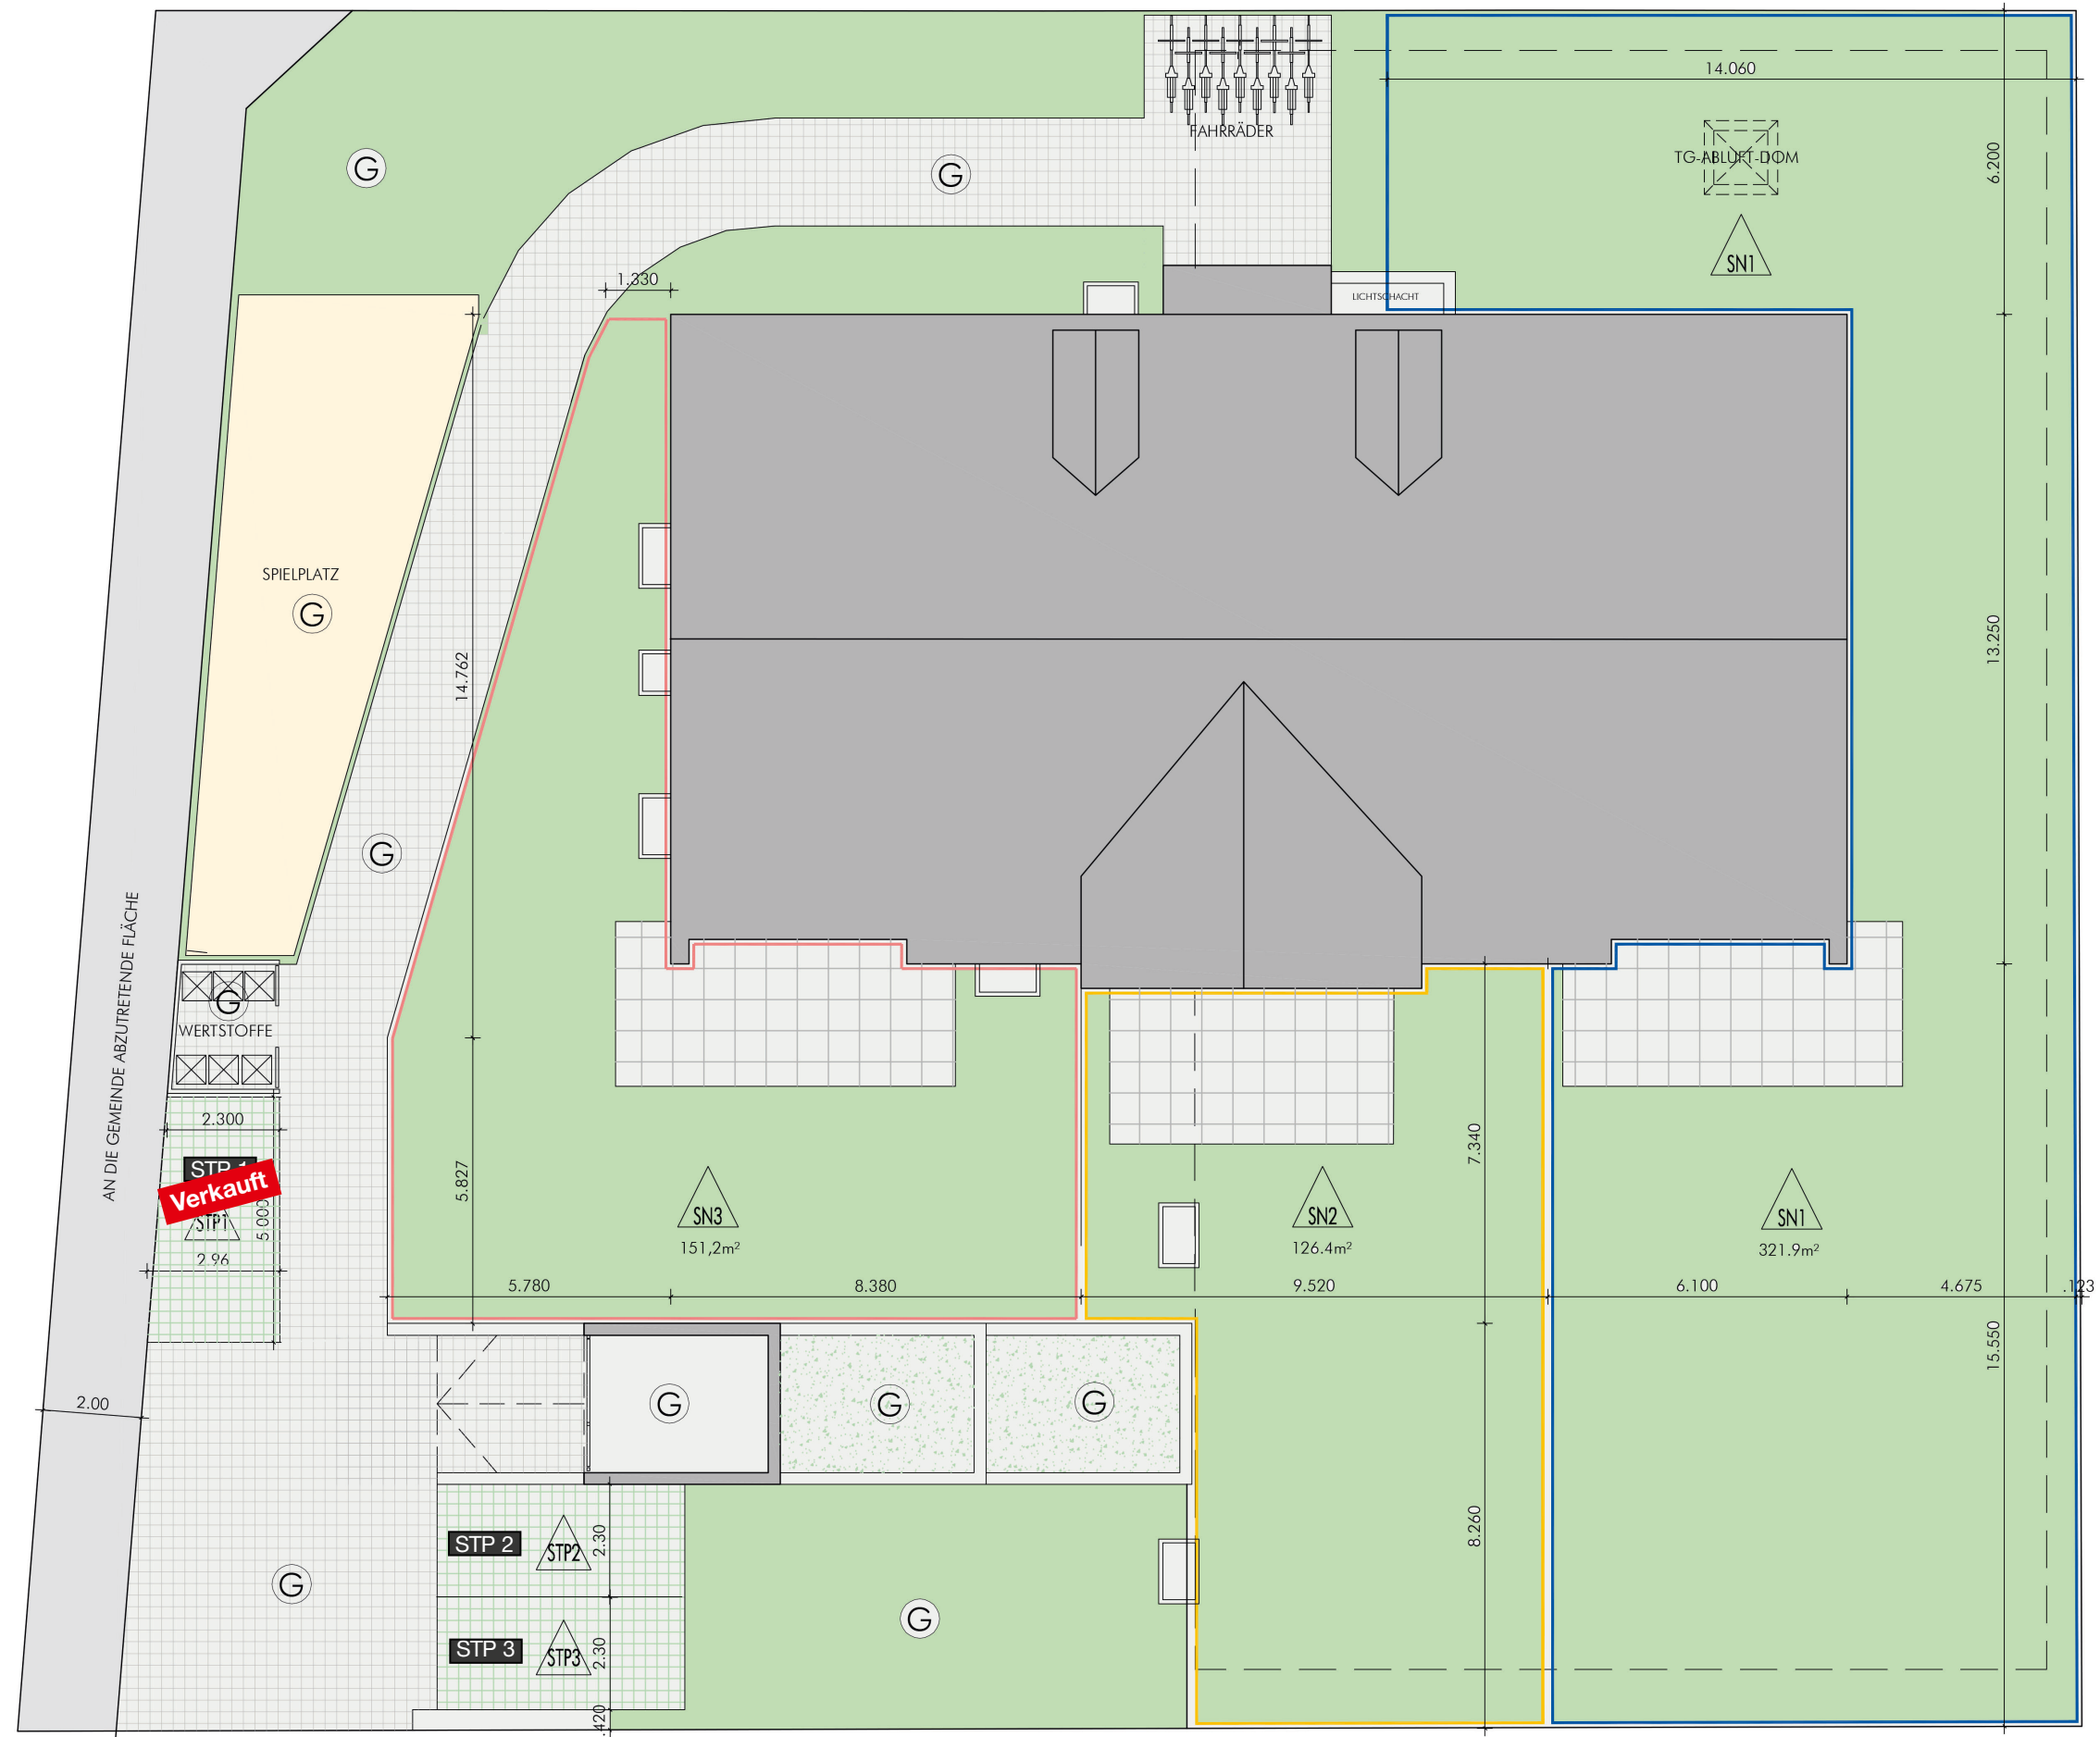 14.060
FAHRRÄDER
TG-ABLUFT-DOM
6.200
G
G
SN1
1.330
LICHTSCHACHT
SPIELPLATZ
G
14.762
13.250
G
AN DIE GEMEINDE ABZUTRETENDE FLÄCHE
G
WERTSTOFFE
2.300
STP 1
Verkauft
STP1
5.000
2.96
5.827
7.340
SN3
151,2m²
SN2
126.4m²
SN1
321.9m²
5.780
8.380
9.520
6.100
4.675
.123
15.550
2.00
G
G
G
8.260
STP 2
STP2
2.30
G
G
STP 3
STP3
2.30
.420